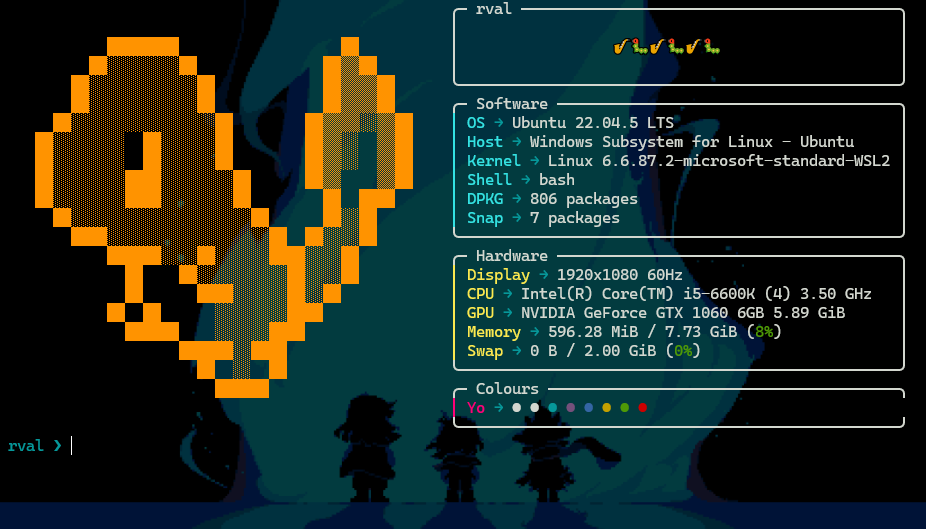 rval
Software
OS → Ubuntu 22.04.5 LTS
Host → Windows Subsystem for Linux - Ubuntu
Kernel → Linux 6.6.87.2-microsoft-standard-WSL2
Shell → bash
DPKG → 806 packages
Snap → 7 packages
Hardware
Display → 1920x1080 60Hz
CPU → Intel(R) Core(TM) i5-6600K (4) 3.50 GHz
GPU → NVIDIA GeForce GTX 1060 6GB 5.89 GiB
Memory → 596.28 MiB / 7.73 GiB (8%)
Swap → 0 B / 2.00 GiB (0%)
Colours
Yo → ● ● ● ● ● ● ● ●
rval ❯